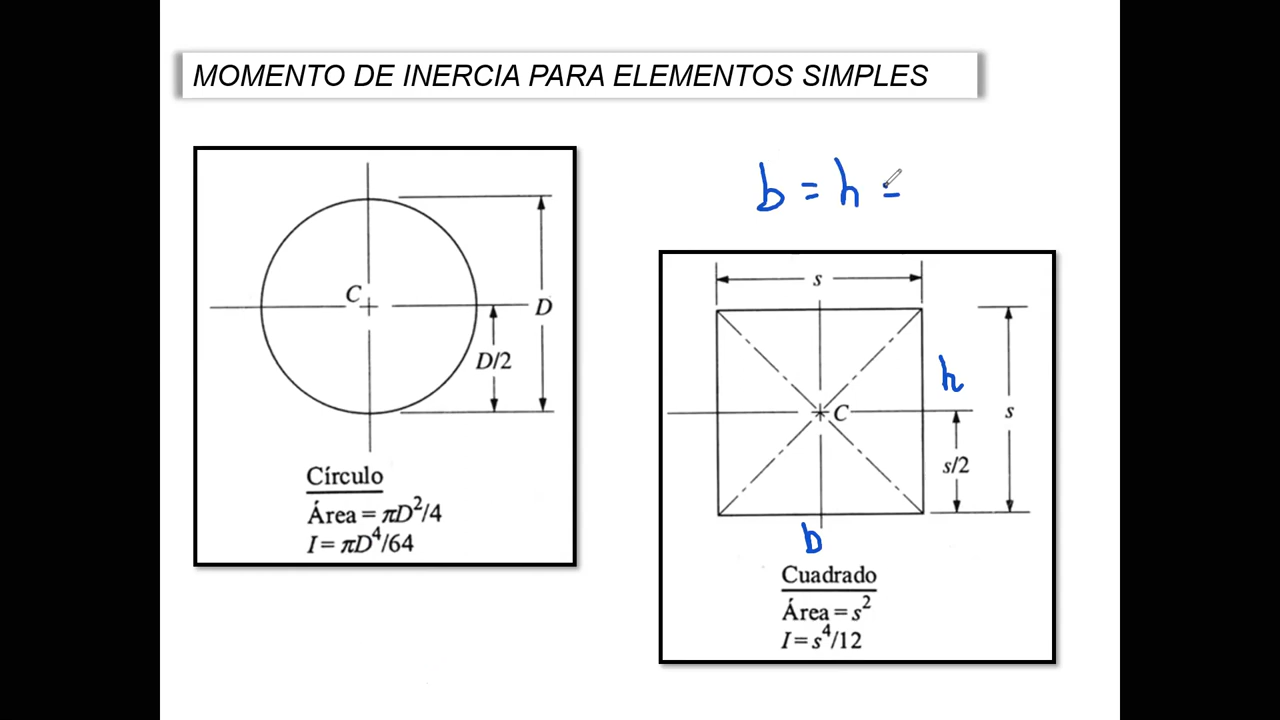 MOMENTO DE INERCIA PARA ELEMENTOS SIMPLES
C
D
D/2
Círculo
Área = πD²/4
I = πD⁴/64
b = h =
s
h
C
s
s/2
b
Cuadrado
Área = s²
I = s⁴/12